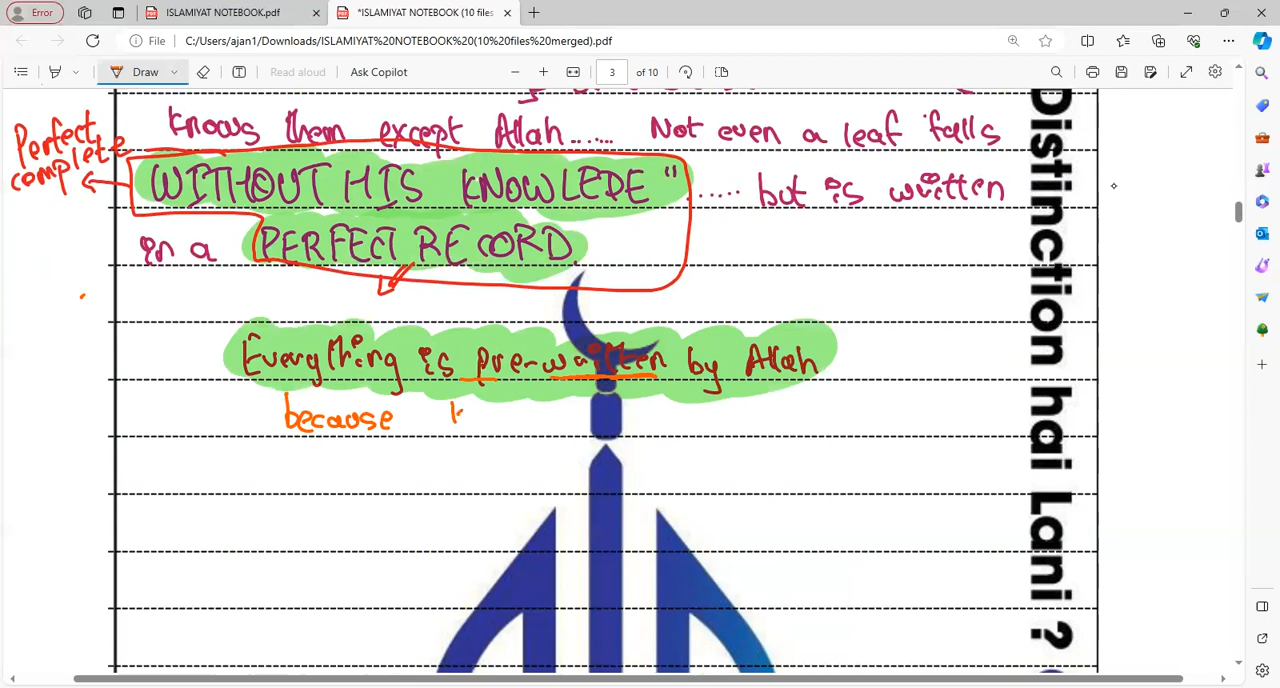 Error
ISLAMIYAT NOTEBOOK.pdf
*ISLAMIYAT NOTEBOOK (10 files
File
C:/Users/ajan1/Downloads/ISLAMIYAT%20NOTEBOOK%20(10%20files%20merged).pdf
Draw
Read aloud
Ask Copilot
3 of 10
knows them except Allah...... Not even a leaf falls
Perfect
complete
WITHOUT HIS KNOWLEDE "..... but is written
in a PERFECT RECORD.
Everything is pre-written by Allah
because
Distinction hai Lani ?